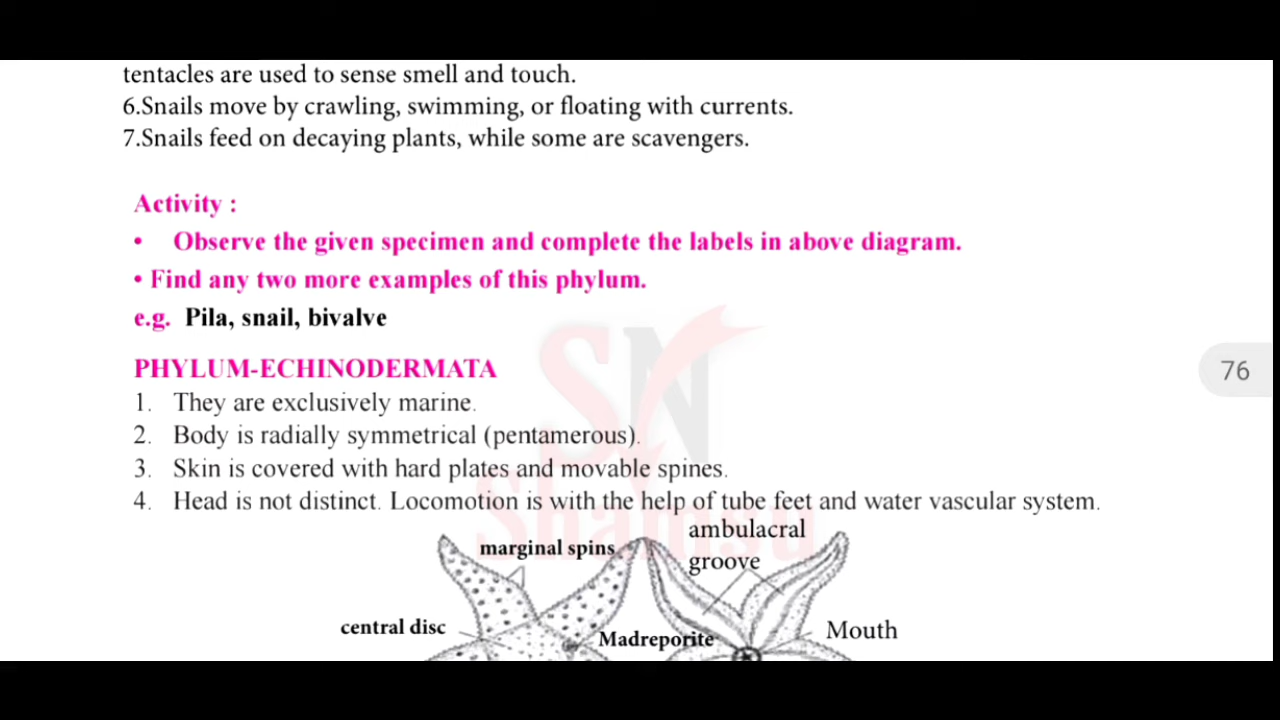 tentacles are used to sense smell and touch.
6.Snails move by crawling, swimming, or floating with currents.
7.Snails feed on decaying plants, while some are scavengers.
Activity :
• Observe the given specimen and complete the labels in above diagram.
• Find any two more examples of this phylum.
e.g. Pila, snail, bivalve
PHYLUM-ECHINODERMATA
1. They are exclusively marine.
2. Body is radially symmetrical (pentamerous).
3. Skin is covered with hard plates and movable spines.
4. Head is not distinct. Locomotion is with the help of tube feet and water vascular system.
ambulacral
groove
marginal spins
central disc
Madreporite
Mouth
76
SN
Shamsu